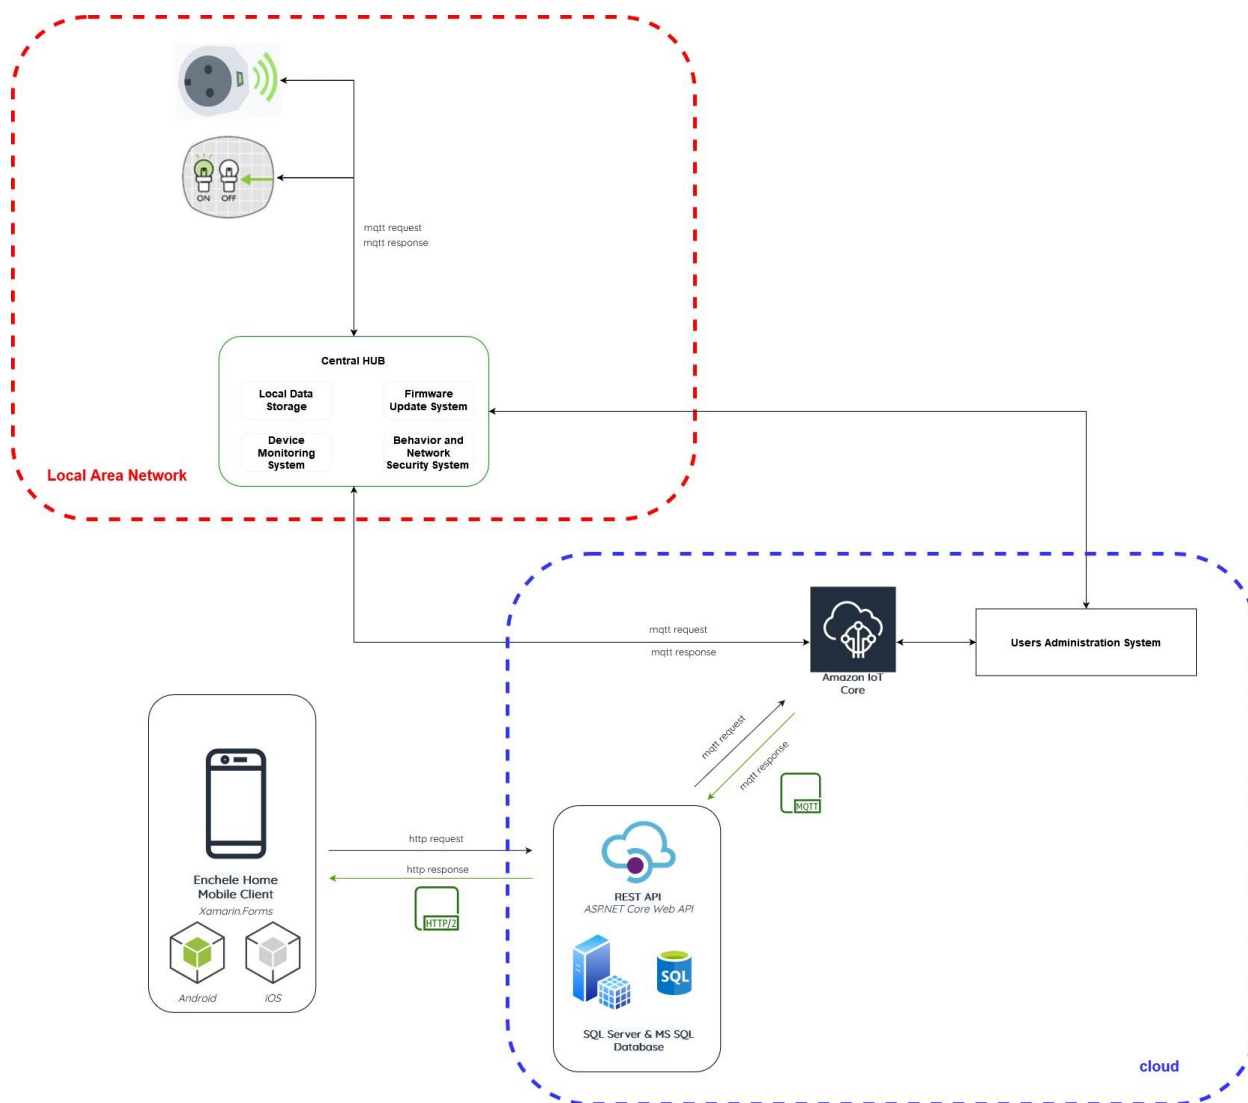 ON OFF
mqtt request
mqtt response
Central HUB
Local Data
Storage
Firmware
Update System
Device
Monitoring
System
Behavior and
Network
Security System
Local Area Network
mqtt request
mqtt response
Amazon IoT
Core
Users Administration System
mqtt request
mqtt response
MQTT
http request
http response
HTTP/2
Enchele Home
Mobile Client
Xamarin.Forms
Android
iOS
REST API
ASP.NET Core Web API
SQL
SQL Server & MS SQL
Database
cloud